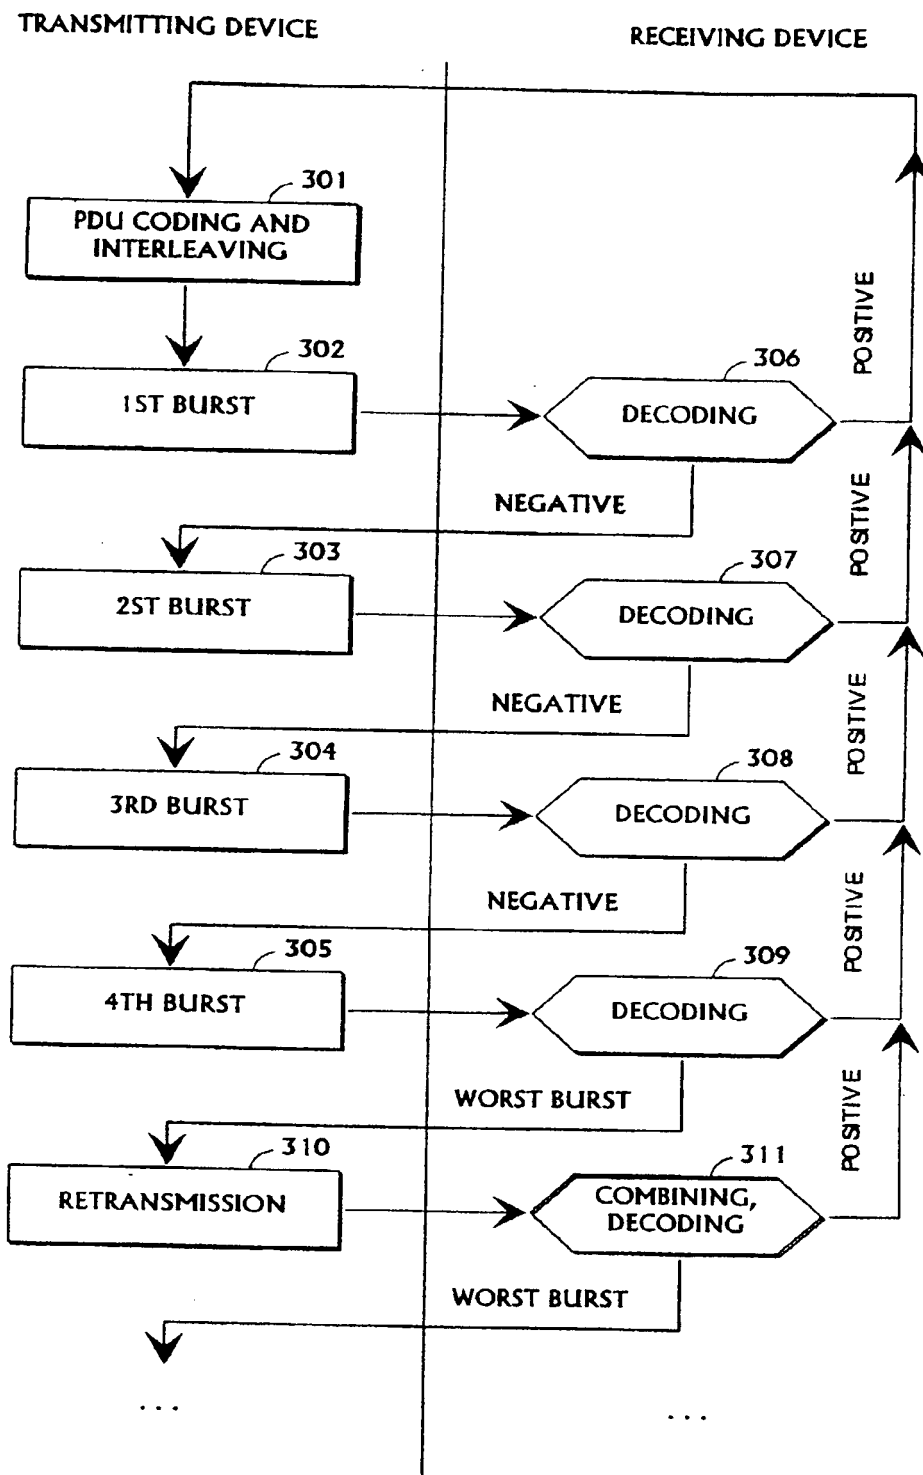 TRANSMITTING DEVICE
RECEIVING DEVICE
301
PDU CODING AND
INTERLEAVING
POSITIVE
302
1ST BURST
306
DECODING
NEGATIVE
POSITIVE
303
2ST BURST
307
DECODING
NEGATIVE
POSITIVE
304
3RD BURST
308
DECODING
NEGATIVE
POSITIVE
305
4TH BURST
309
DECODING
WORST BURST
POSITIVE
310
RETRANSMISSION
311
COMBINING,
DECODING
WORST BURST
. . .
. . .